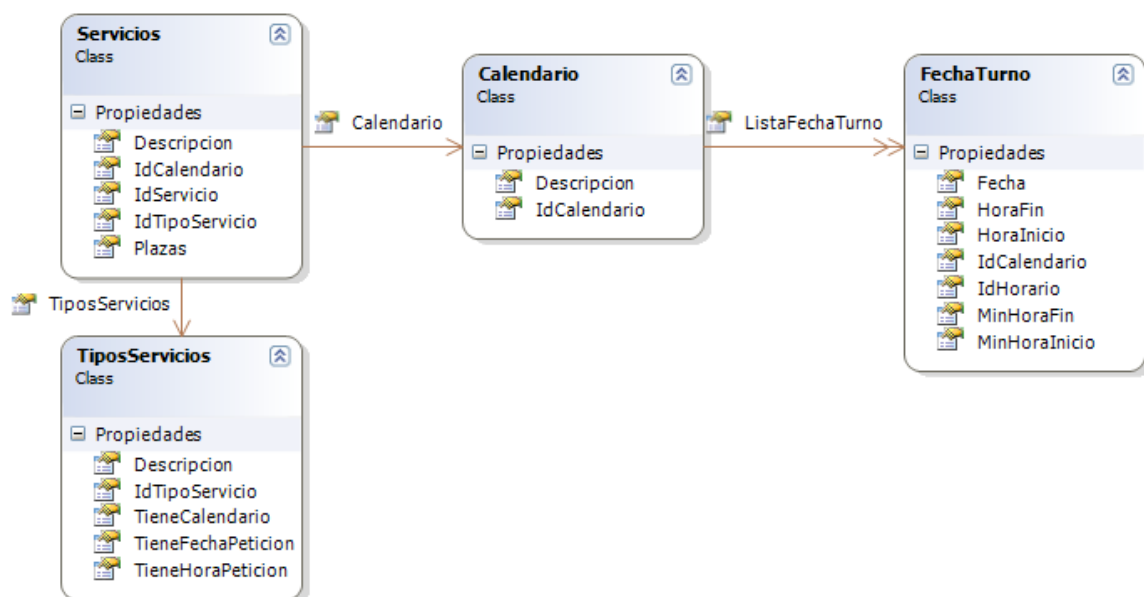 Servicios
Class
Propiedades
Descripcion
IdCalendario
IdServicio
IdTipoServicio
Plazas
Calendario
Calendario
Class
Propiedades
Descripcion
IdCalendario
ListaFechaTurno
FechaTurno
Class
Propiedades
Fecha
HoraFin
HoraInicio
IdCalendario
IdHorario
MinHoraFin
MinHoraInicio
TiposServicios
TiposServicios
Class
Propiedades
Descripcion
IdTipoServicio
TieneCalendario
TieneFechaPeticion
TieneHoraPeticion